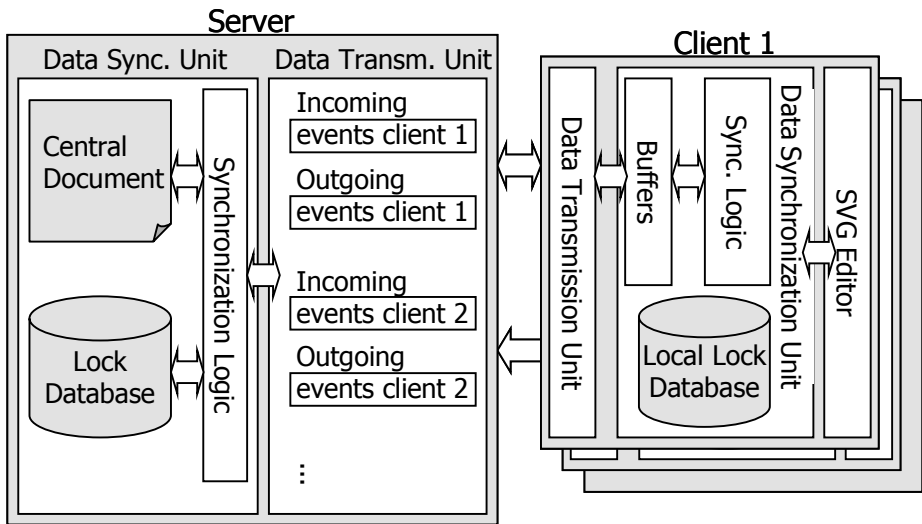 Server
Data Sync. Unit
Central
Document
Lock
Database
Synchronization Logic
Data Transm. Unit
Incoming
events client 1
Outgoing
events client 1
Incoming
events client 2
Outgoing
events client 2
...
Client 1
Data Transmission Unit
Buffers
Sync. Logic
Local Lock
Database
Data Synchronization Unit
SVG Editor